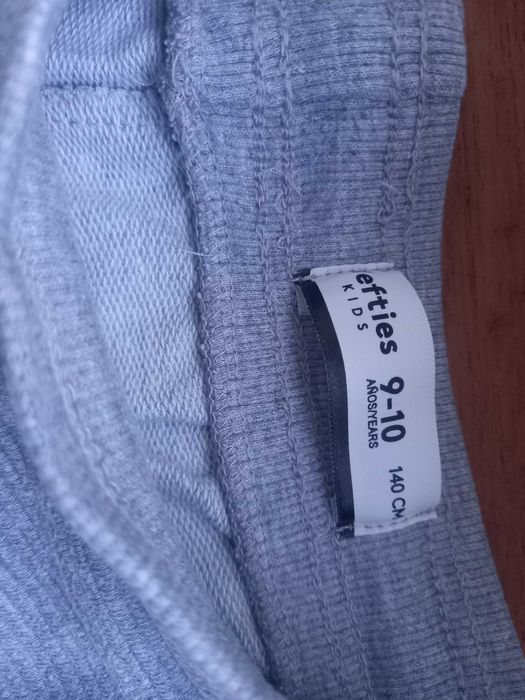 efties
KIDS
9-10
AÑOS/YEARS
140 CM